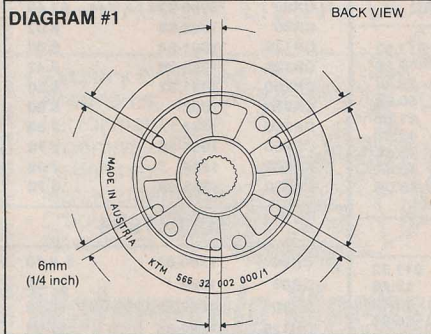 DIAGRAM #1
BACK VIEW
MADE IN AUSTRIA
KTM 566 32 002 000/1
6mm
(1/4 inch)